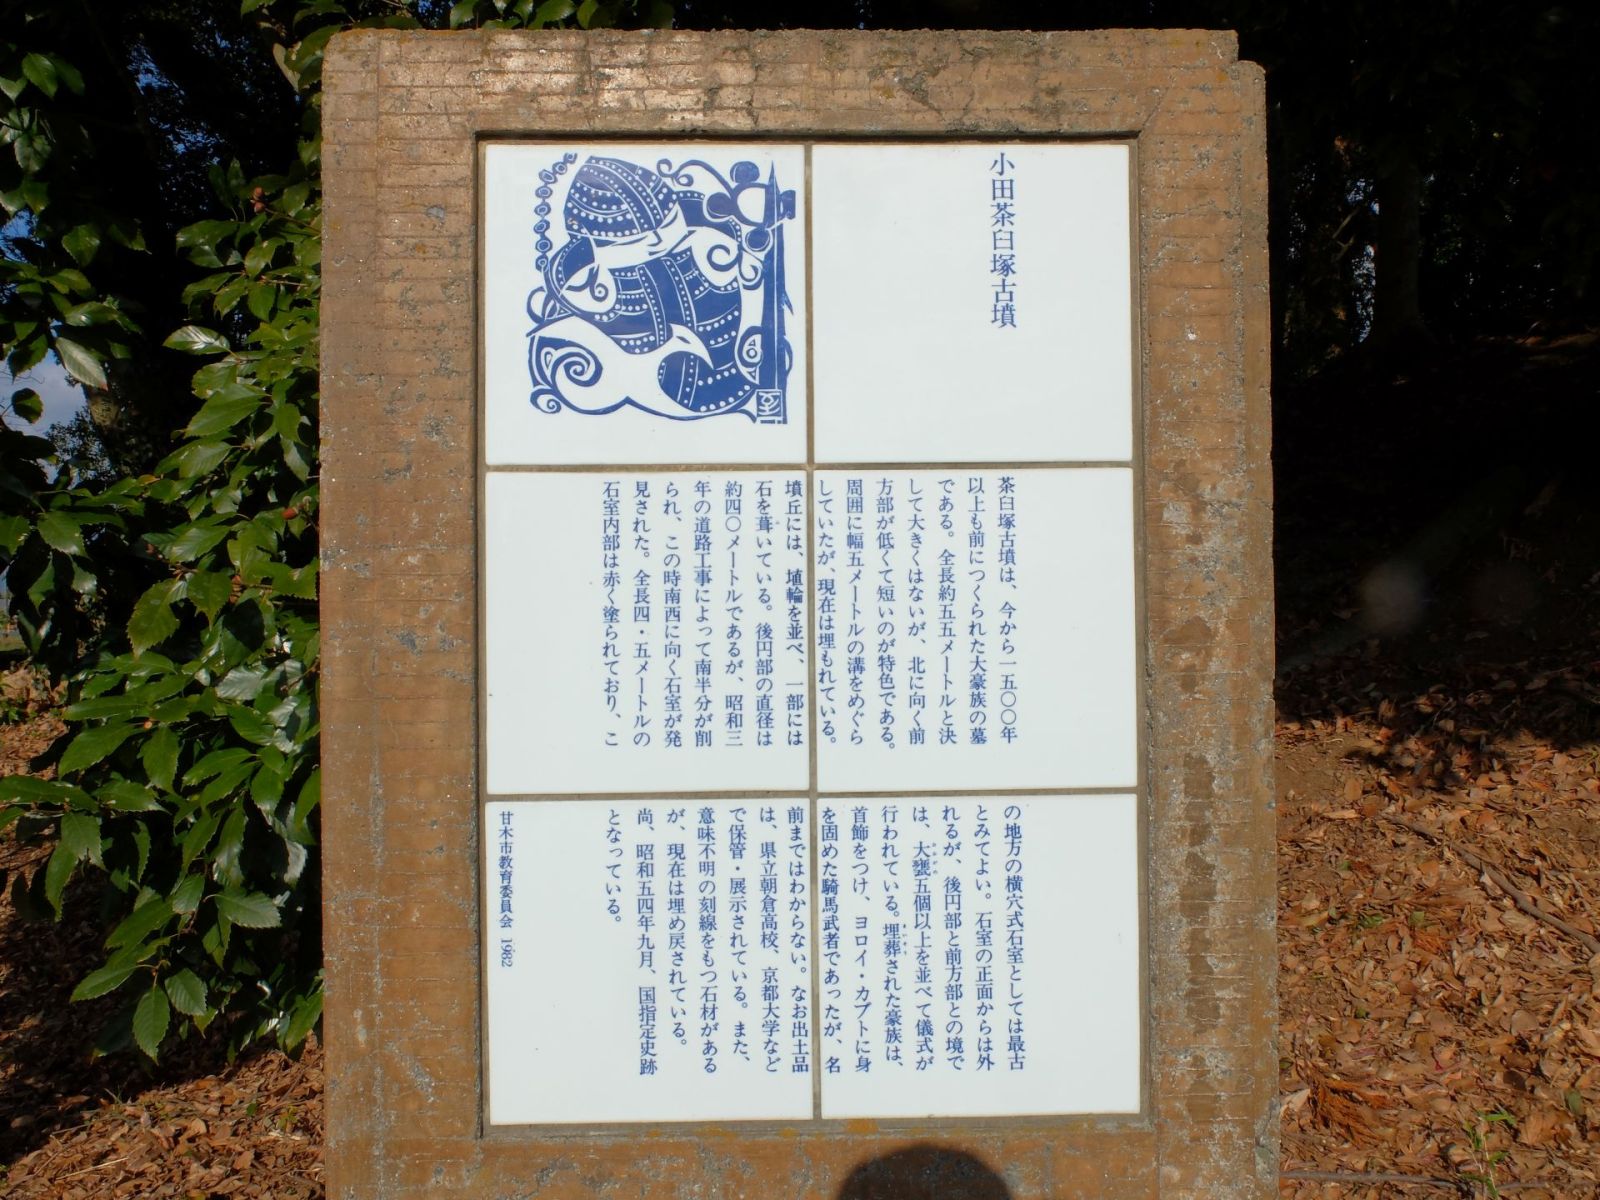 小田茶臼塚古墳
茶臼塚古墳は、今から一五〇〇年
以上も前につくられた大豪族の墓
である。全長約五五メートルと決
して大きくはないが、北に向く前
方部が低くて短いのが特色である。
周囲に幅五メートルの溝をめぐら
していたが、現在は埋もれている。
墳丘には、埴輪を並べ、一部には
石を葺いている。後円部の直径は
約四〇メートルであるが、昭和三
年の道路工事によって南半分が削
られ、この時南西に向く石室が発
見された。全長四・五メートルの
石室内部は赤く塗られており、こ
の地方の横穴式石室としては最古
とみてよい。石室の正面からは外
れるが、後円部と前方部との境で
は、大甕五個以上を並べて儀式が
行われている。埋葬された豪族は、
首飾をつけ、ヨロイ・カブトに身
を固めた騎馬武者であったが、名
前まではわからない。なお出土品
は、県立朝倉高校、京都大学など
で保管・展示されている。また、
意味不明の刻線をもつ石材がある
が、現在は埋め戻されている。
尚、昭和五四年九月、国指定史跡
となっている。
甘木市教育委員会 1982